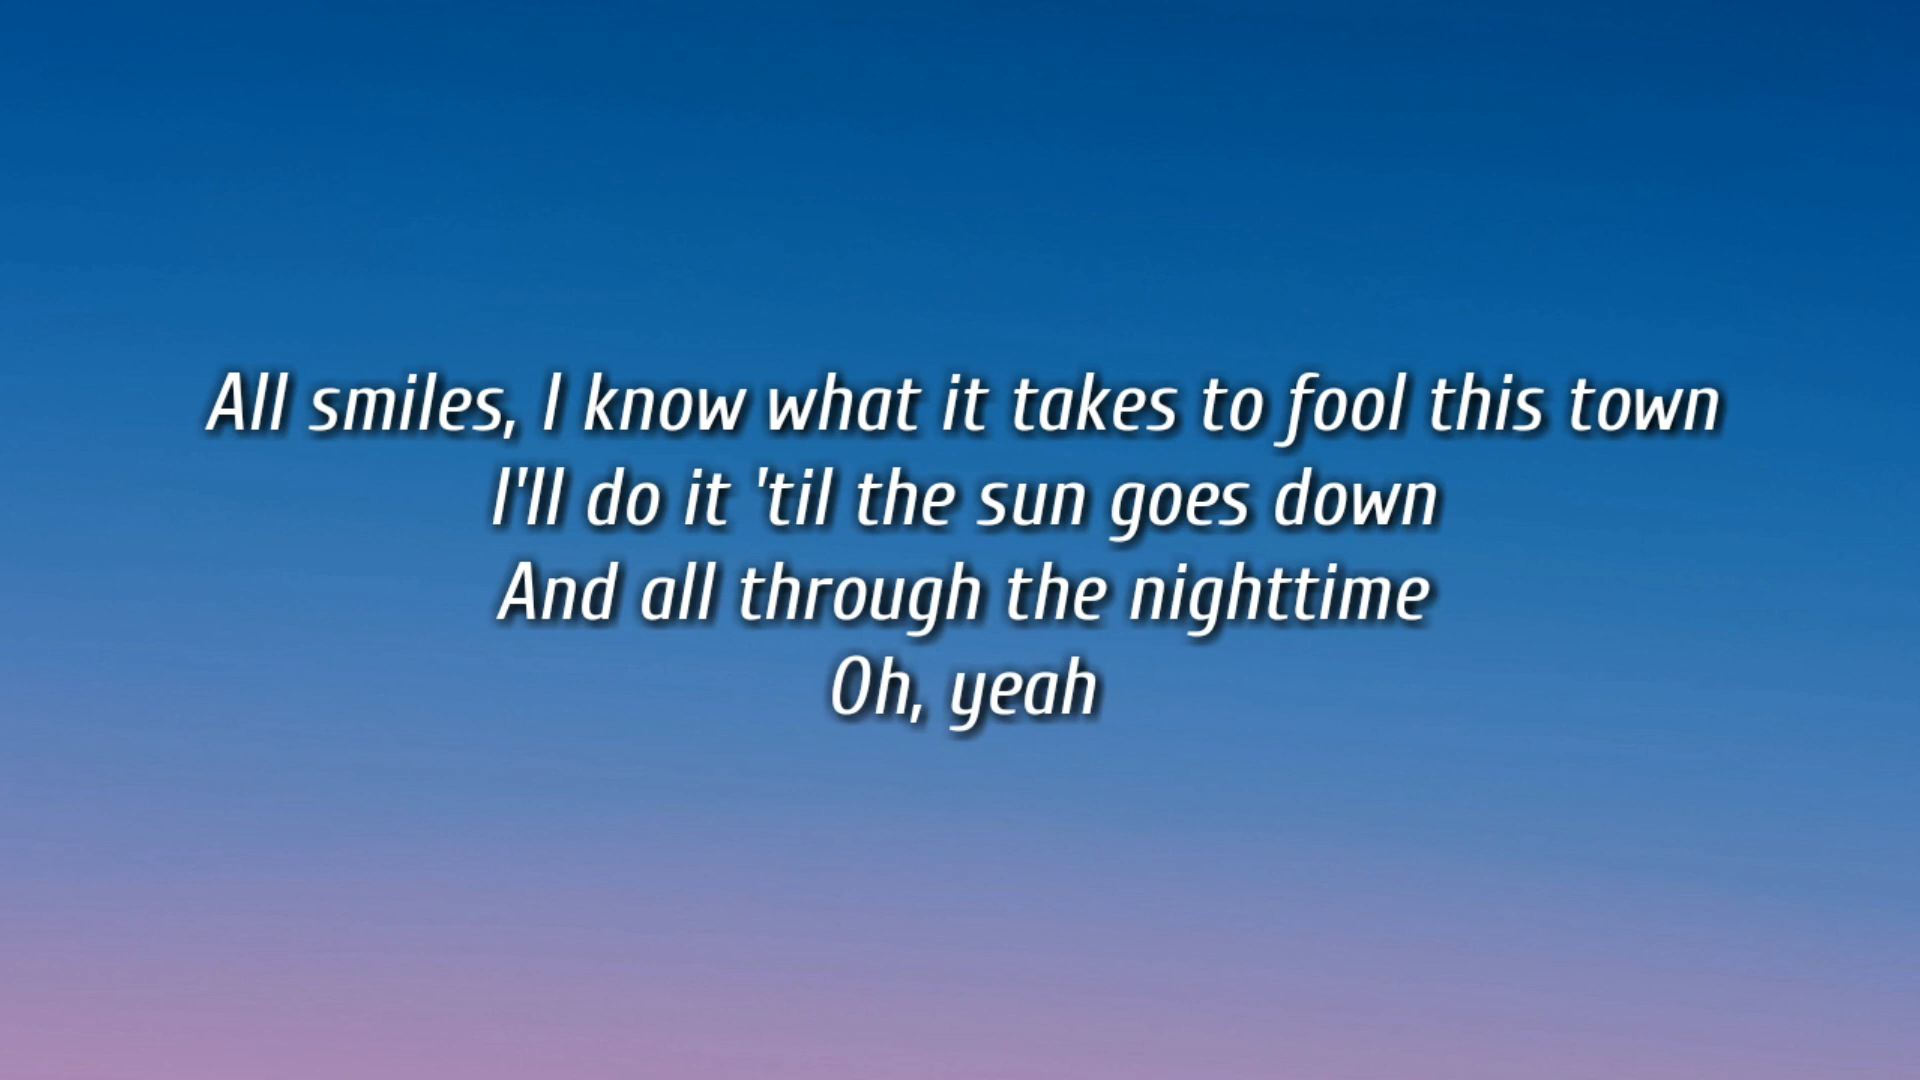 All smiles, I know what it takes to fool this town
I'll do it 'til the sun goes down
And all through the nighttime
Oh, yeah